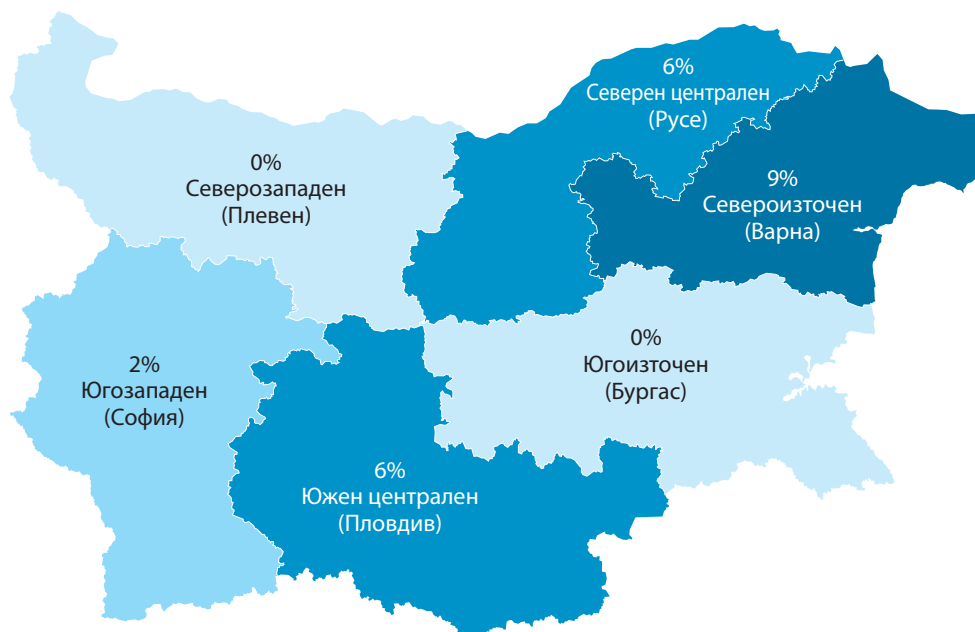 6%
Северен централен
(Русе)
0%
Северозападен
(Плевен)
9%
Североизточен
(Варна)
2%
Югозападен
(София)
0%
Югоизточен
(Бургас)
6%
Южен централен
(Пловдив)